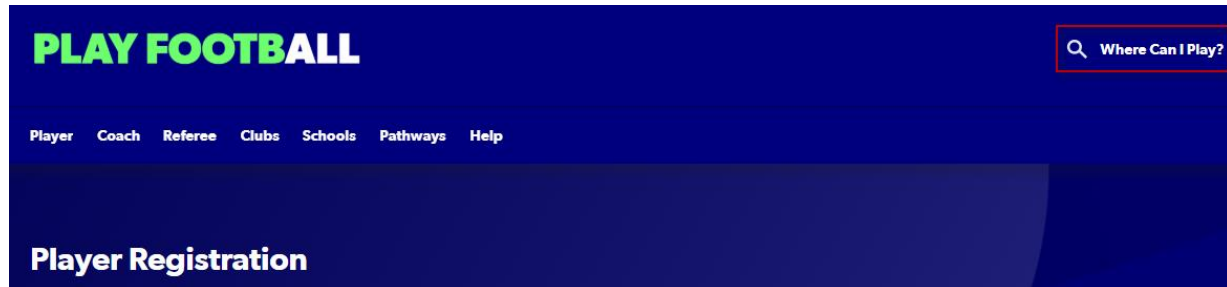 PLAY FOOTBALL
Where Can I Play?
Player Coach Referee Clubs Schools Pathways Help
Player Registration